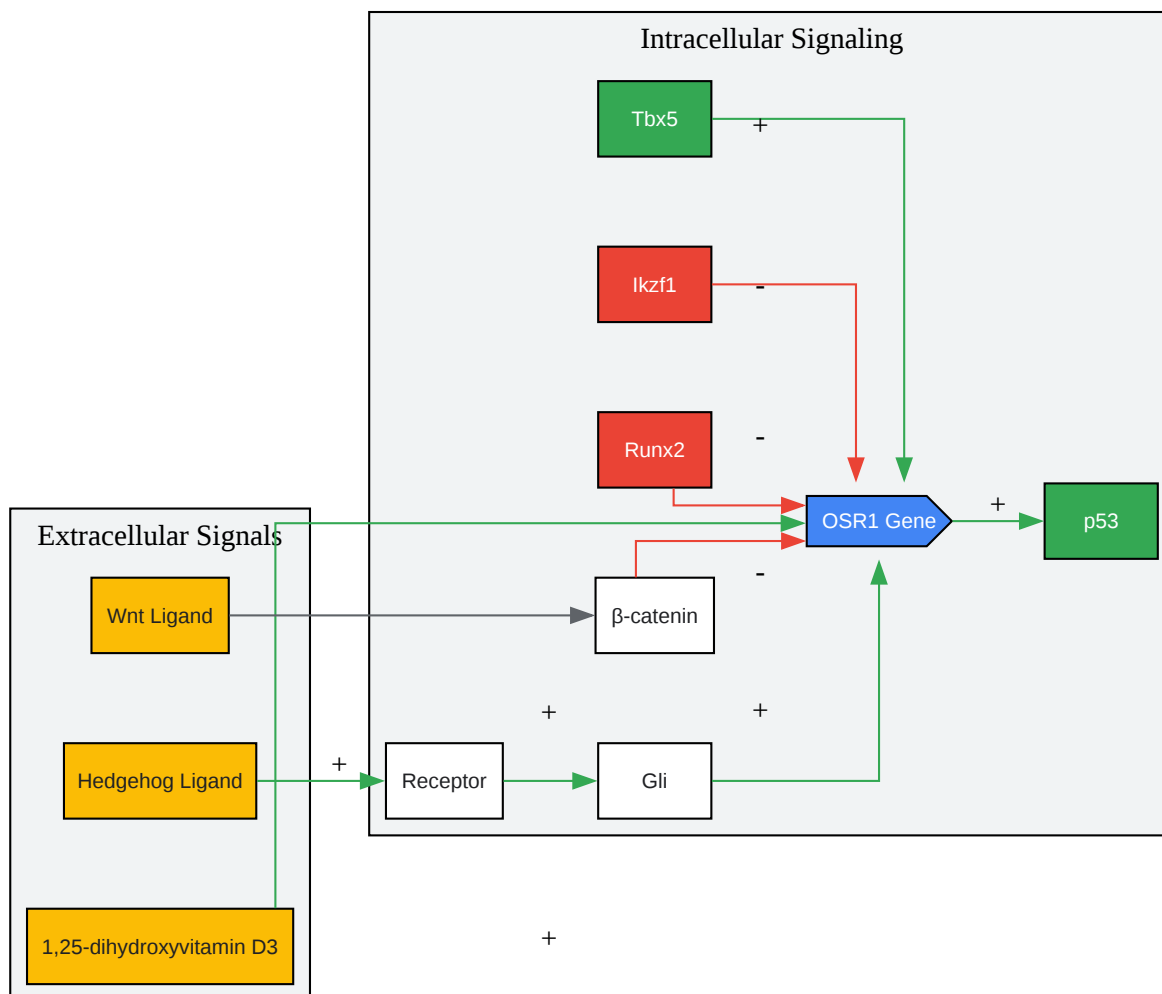 Intracellular Signaling
Tbx5
+
Ikzf1
-
Runx2
-
OSR1 Gene
+
p53
Extracellular Signals
-
Wnt Ligand
β-catenin
+
+
Hedgehog Ligand
+
Receptor
Gli
1,25-dihydroxyvitamin D3
+